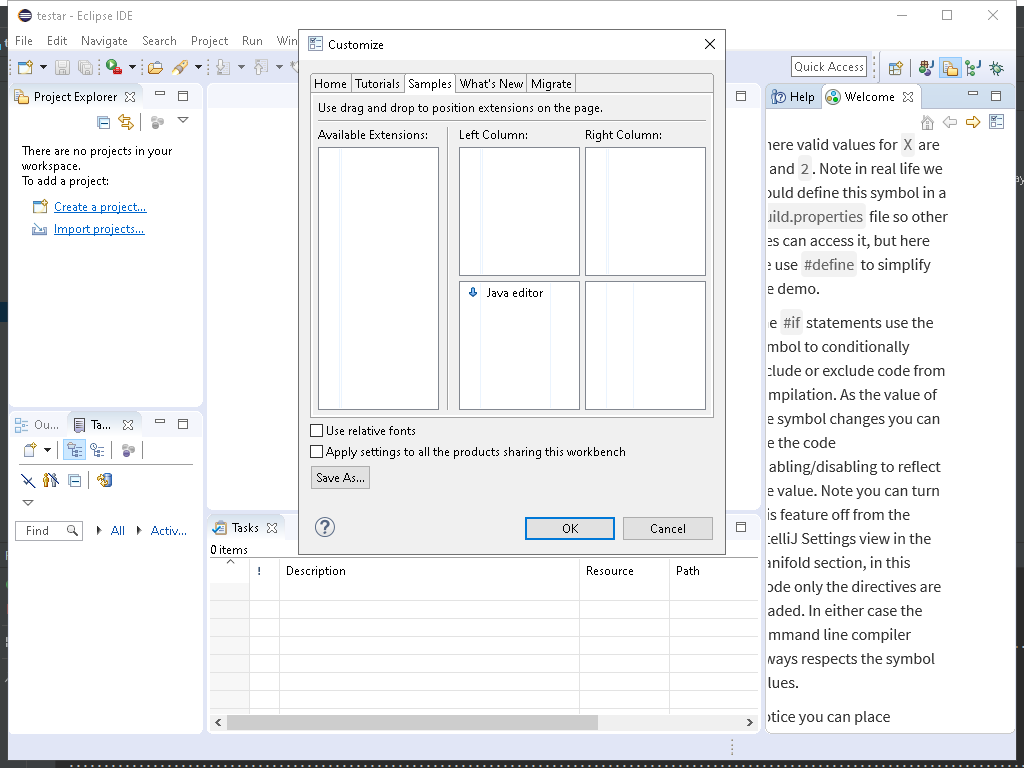 testar - Eclipse IDE
File Edit Navigate Search Project Run Win
Quick Access
Project Explorer
There are no projects in your
workspace.
To add a project:
Create a project...
Import projects...
Ou... Ta...
Find All Activ...
Customize
Home Tutorials Samples What's New Migrate
Use drag and drop to position extensions on the page.
Available Extensions: Left Column: Right Column:
Java editor
Use relative fonts
Apply settings to all the products sharing this workbench
Save As...
? OK Cancel
Tasks
0 items
! Description Resource Path
Help Welcome
here valid values for X are
and 2. Note in real life we
ould define this symbol in a
uild.properties file so other
es can access it, but here
e use #define to simplify
e demo.
e #if statements use the
mbol to conditionally
clude or exclude code from
mpilation. As the value of
e symbol changes you can
e the code
abling/disabling to reflect
e value. Note you can turn
is feature off from the
telliJ Settings view in the
anifold section, in this
ode only the directives are
aded. In either case the
mmand line compiler
ways respects the symbol
lues.
otice you can place